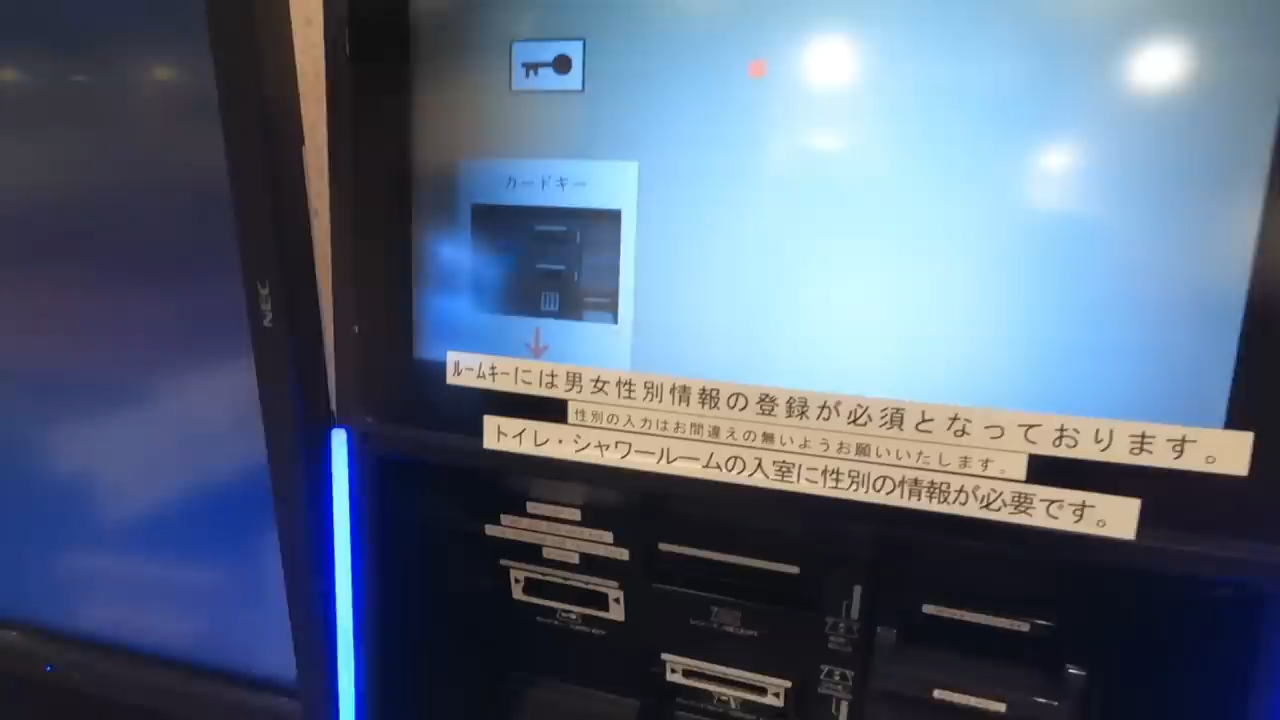 カードキー
NEC
ルームキーには男女性別情報の登録が必須となっております。
性別の入力はお間違えの無いようお願いいたします。
トイレ・シャワールームの入室に性別の情報が必要です。